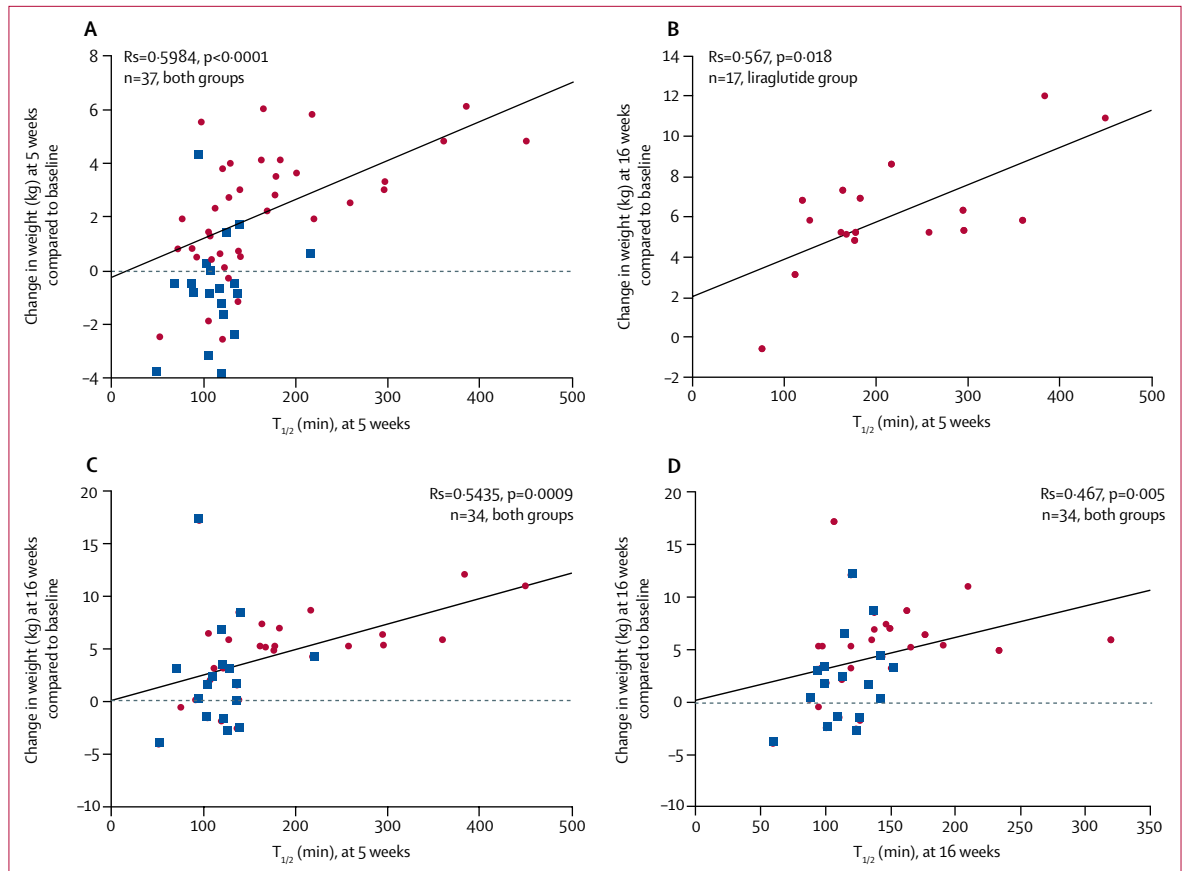 A
Rs=0·5984, p<0·0001
n=37, both groups
8
6
4
2
0
–2
–4
Change in weight (kg) at 5 weeks
compared to baseline
0
100
200
300
400
500
T1/2 (min), at 5 weeks
B
Rs=0·567, p=0·018
n=17, liraglutide group
14
12
10
8
6
4
2
0
–2
Change in weight (kg) at 16 weeks
compared to baseline
0
100
200
300
400
500
T1/2 (min), at 5 weeks
C
Rs=0·5435, p=0·0009
n=34, both groups
20
15
10
5
0
–5
–10
Change in weight (kg) at 16 weeks
compared to baseline
0
100
200
300
400
500
T1/2 (min), at 5 weeks
D
Rs=0·467, p=0·005
n=34, both groups
20
15
10
5
0
–5
–10
Change in weight (kg) at 16 weeks
compared to baseline
0
50
100
150
200
250
300
350
T1/2 (min), at 16 weeks